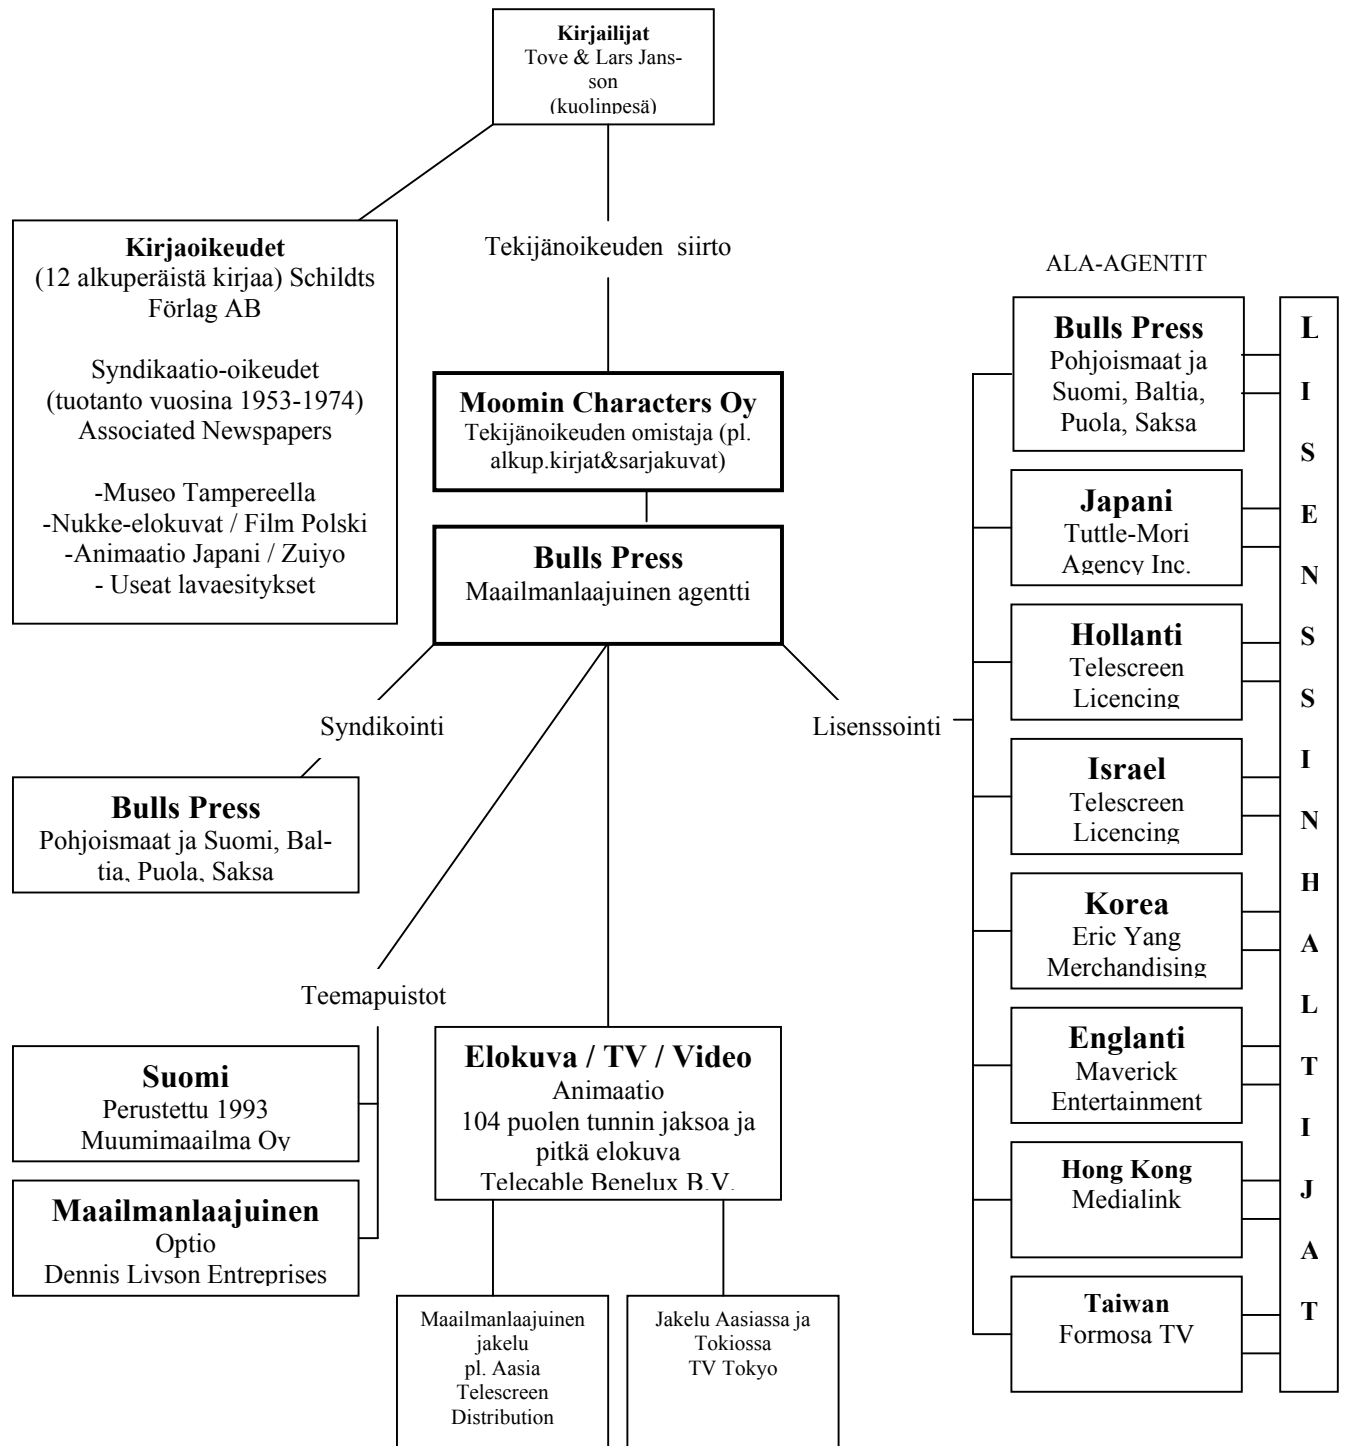 Kirjailijat
Tove & Lars Jans-
son
(kuolinpesä)
Kirjaoikeudet
(12 alkuperäistä kirjaa) Schildts
Förlag AB
Syndikaatio-oikeudet
(tuotanto vuosina 1953-1974)
Associated Newspapers
-Museo Tampereella
-Nukke-elokuvat / Film Polski
-Animaatio Japani / Zuiyo
- Useat lavaesitykset
Tekijänoikeuden siirto
Moomin Characters Oy
Tekijänoikeuden omistaja (pl.
alkup.kirjat&sarjakuvat)
Bulls Press
Maailmanlaajuinen agentti
Syndikointi
Lisenssointi
Bulls Press
Pohjoismaat ja Suomi, Bal-
tia, Puola, Saksa
Teemapuistot
Suomi
Perustettu 1993
Muumimaailma Oy
Maailmanlaajuinen
Optio
Dennis Livson Entreprises
Elokuva / TV / Video
Animaatio
104 puolen tunnin jaksoa ja
pitkä elokuva
Telecable Benelux B.V.
Maailmanlaajuinen
jakelu
pl. Aasia
Telescreen
Distribution
Jakelu Aasiassa ja
Tokiossa
TV Tokyo
ALA-AGENTIT
Bulls Press
Pohjoismaat ja
Suomi, Baltia,
Puola, Saksa
Japani
Tuttle-Mori
Agency Inc.
Hollanti
Telescreen
Licencing
Israel
Telescreen
Licencing
Korea
Eric Yang
Merchandising
Englanti
Maverick
Entertainment
Hong Kong
Medialink
Taiwan
Formosa TV
L
I
S
E
N
S
S
I
N
H
A
L
T
I
J
A
T